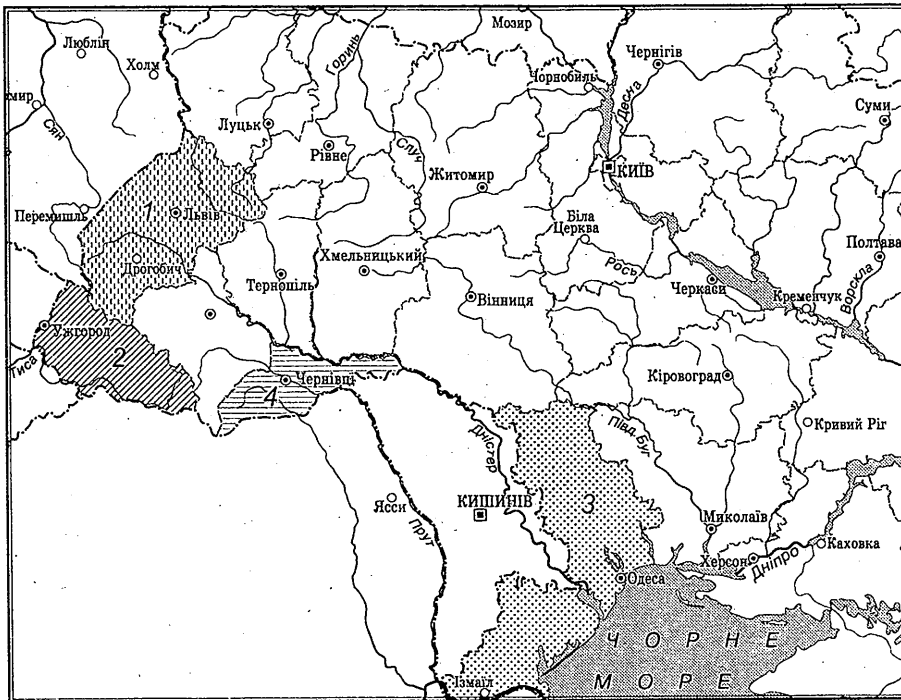 Мозир
Люблін
Холм
Горинь
Чернігів
Чорнобиль
мир
Десна
Суми
Сян
Луцьк
Рівне
Случ
КИЇВ
Житомир
1
Львів
Перемишль
Біла
Церква
Полтава
Дрогобич
Тернопіль
Хмельницький
Рось
Ворскла
Вінниця
Черкаси
Кременчук
Ужгород
2
Тиса
Чернівці
4
Кіровоград
Дністер
Півд.Буг
Кривий Ріг
Ясси
КИШИНІВ
3
Прут
Миколаїв
Херсон
Дніпро
Каховка
Одеса
ЧОРНЕ
МОРЕ
Ізмаїл